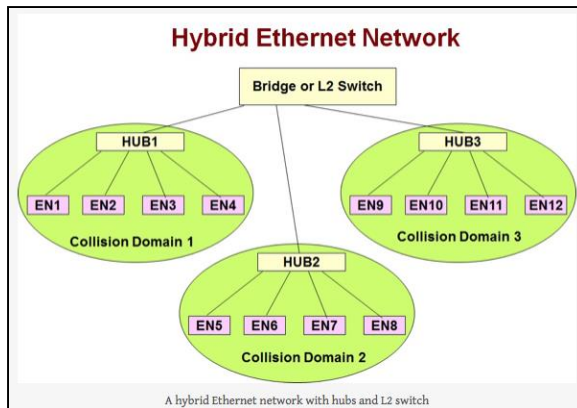 Hybrid Ethernet Network
Bridge or L2 Switch
HUB1
EN1 EN2 EN3 EN4
Collision Domain 1
HUB3
EN9 EN10 EN11 EN12
Collision Domain 3
HUB2
EN5 EN6 EN7 EN8
Collision Domain 2
A hybrid Ethernet network with hubs and L2 switch